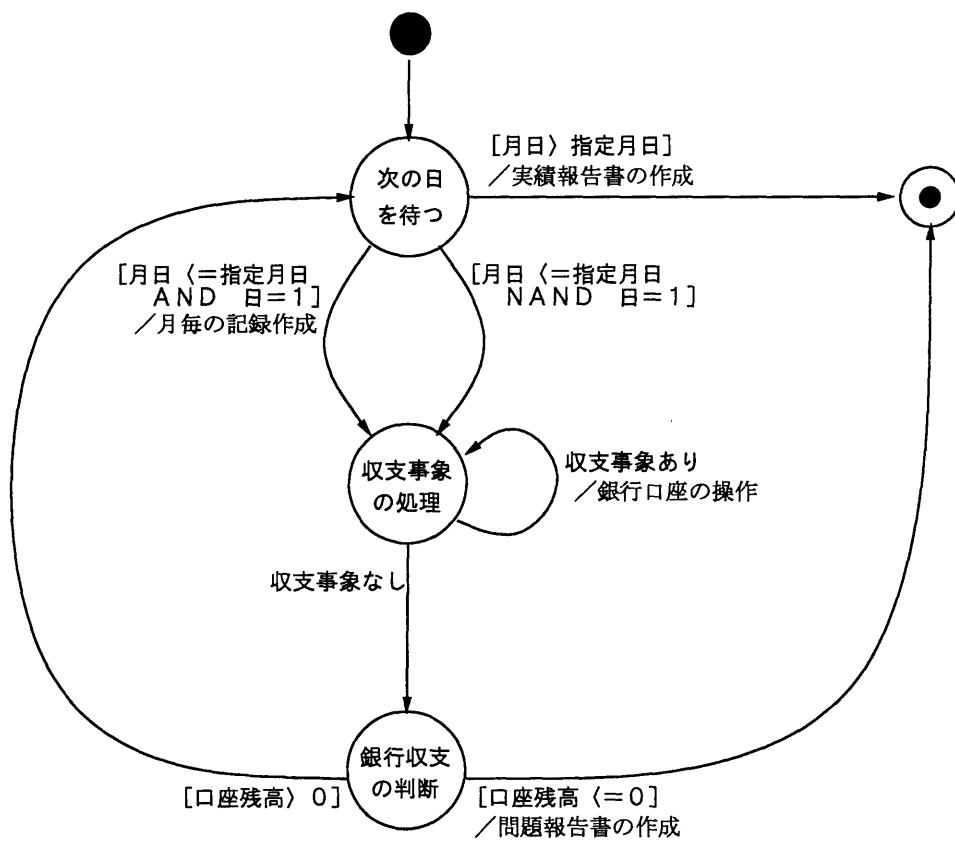 次の日
を待つ
[月日〉指定月日]
／実績報告書の作成
[月日〈=指定月日
AND 日=1]
／月毎の記録作成
[月日〈=指定月日
NAND 日=1]
収支事象
の処理
収支事象あり
／銀行口座の操作
収支事象なし
銀行収支
の判断
[口座残高〉0]
[口座残高〈=0]
／問題報告書の作成